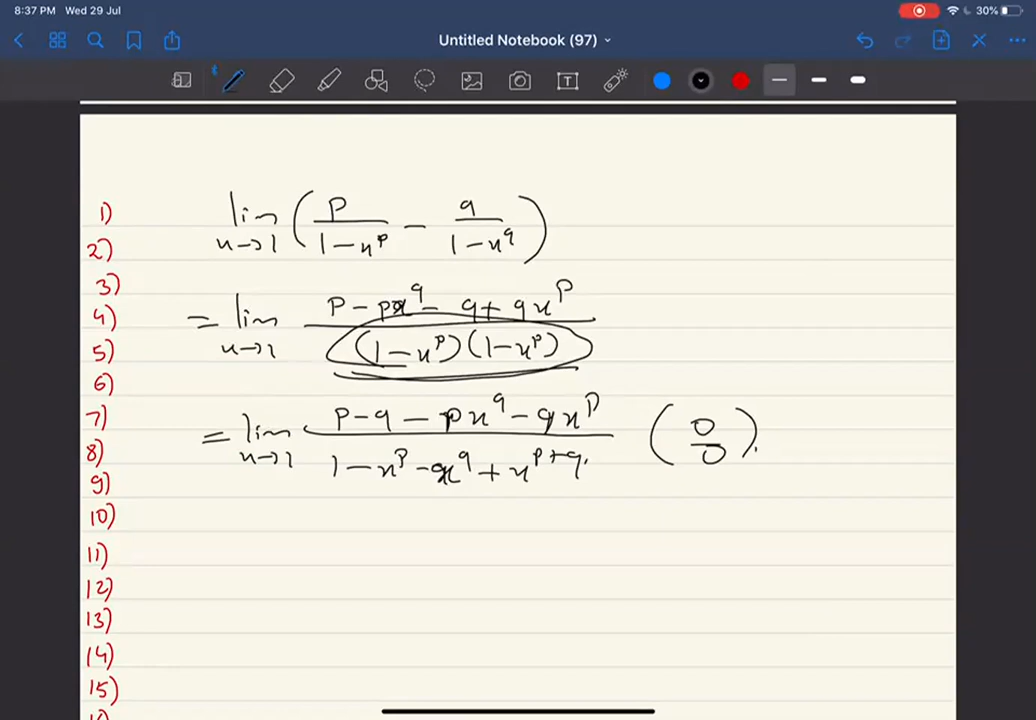 8:37 PM Wed 29 Jul 30%
Untitled Notebook (97)
1) lim x→1 (p/(1-x^p) - q/(1-x^q))
2)
3)
4) = lim x→1 (p - px^q - q + qx^p)/((1-x^p)(1-x^p))
5)
6)
7) = lim x→1 (p-q - px^q - qx^p)/(1-x^p - x^q + x^(p+q)) (0/0).
8)
9)
10)
11)
12)
13)
14)
15)